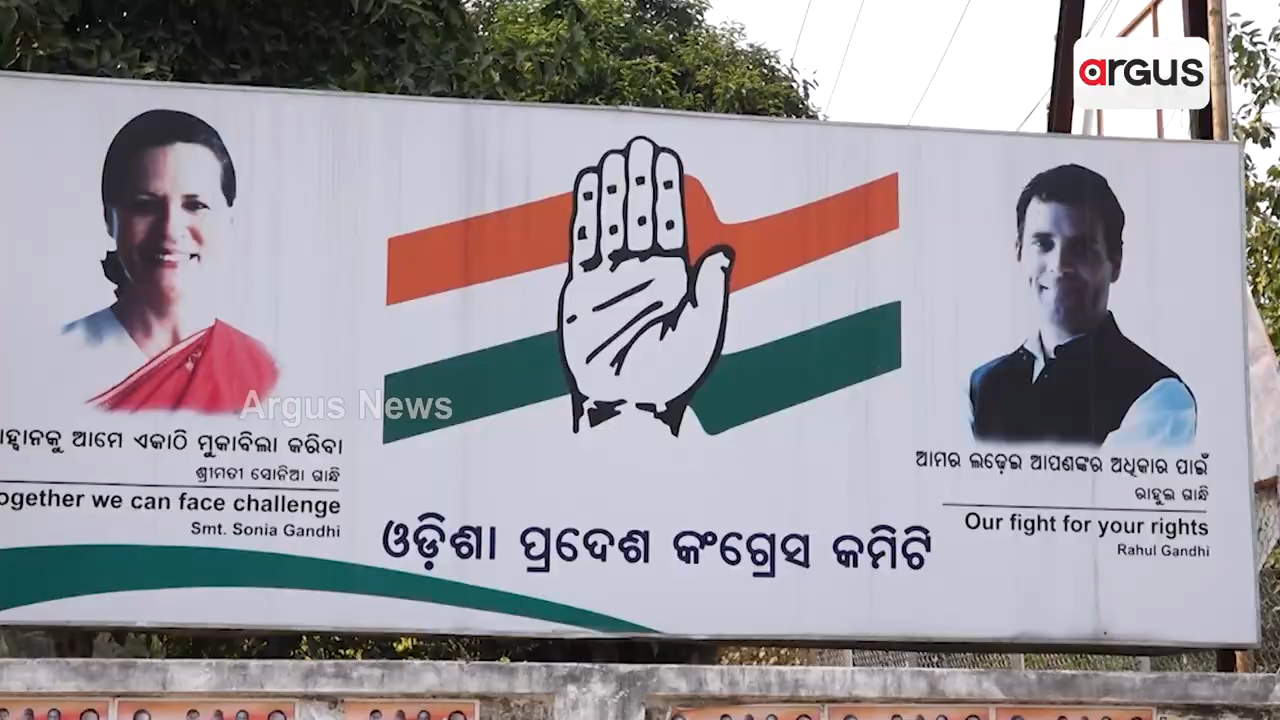 argus
Argus News
ଆମେ ଏକାଠି ମୁକାବିଲା କରିବା
ଶ୍ରୀମତୀ ସୋନିଆ ଗାନ୍ଧି
ogether we can face challenge
Smt. Sonia Gandhi
ଓଡ଼ିଶା ପ୍ରଦେଶ କଂଗ୍ରେସ କମିଟି
ଆମର ଲଢ଼େଇ ଆପଣଙ୍କର ଅଧିକାର ପାଇଁ
ରାହୁଲ ଗାନ୍ଧି
Our fight for your rights
Rahul Gandhi